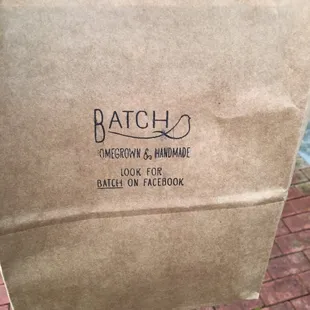 BATCH
OMEGROWN & HANDMADE
LOOK FOR
BATCH ON FACEBOOK